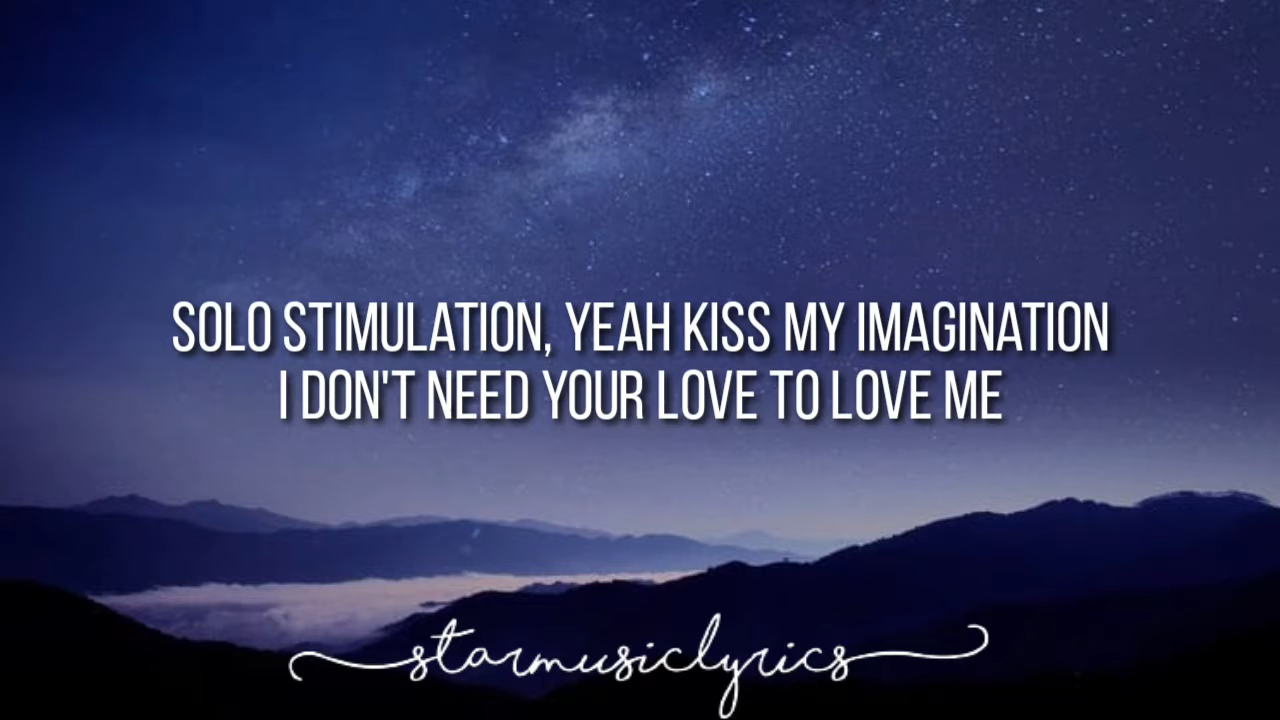 SOLO STIMULATION, YEAH KISS MY IMAGINATION
I DON'T NEED YOUR LOVE TO LOVE ME
starmusiclyrics